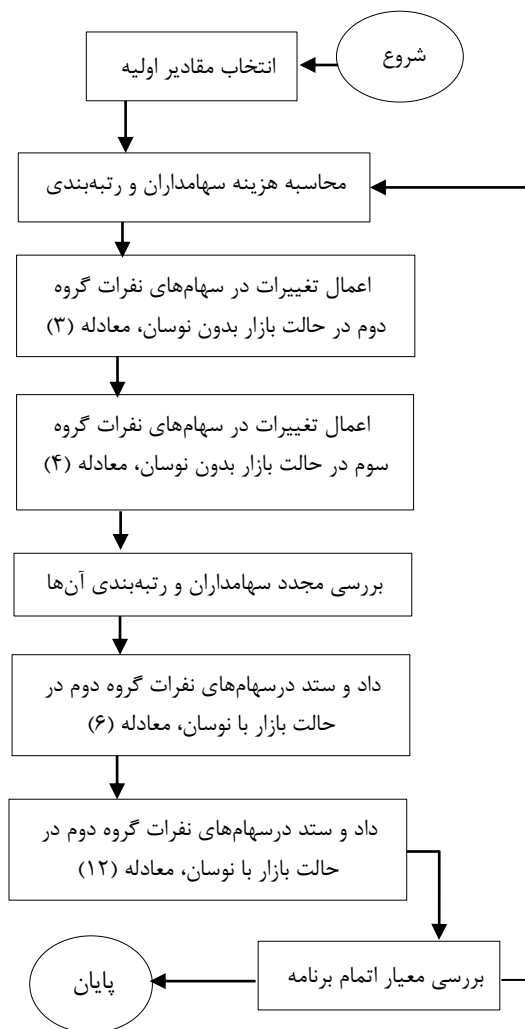 شروع
انتخاب مقادیر اولیه
محاسبه هزینه سهامداران و رتبه‌بندی
اعمال تغییرات در سهام‌های نفرات گروه
دوم در حالت بازار بدون نوسان، معادله (۳)
اعمال تغییرات در سهام‌های نفرات گروه
سوم در حالت بازار بدون نوسان، معادله (۴)
بررسی مجدد سهامداران و رتبه‌بندی آن‌ها
داد و ستد درسهام‌های نفرات گروه دوم در
حالت بازار با نوسان، معادله (۶)
داد و ستد درسهام‌های نفرات گروه دوم در
حالت بازار با نوسان، معادله (۱۲)
بررسی معیار اتمام برنامه
پایان